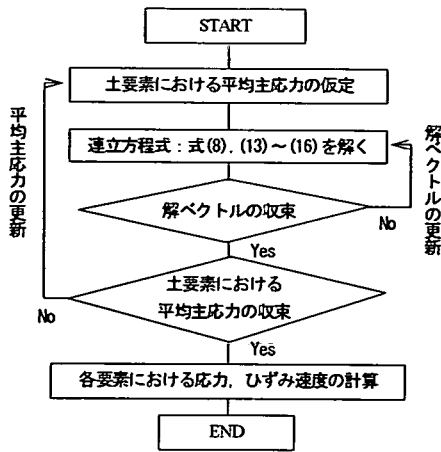 START
土要素における平均主応力の仮定
連立方程式：式(8)，(13)～(16)を解く
解ベクトルの収束
No
Yes
土要素における
平均主応力の収束
No
Yes
各要素における応力，ひずみ速度の計算
END
平均主応力の更新
解ベクトルの更新